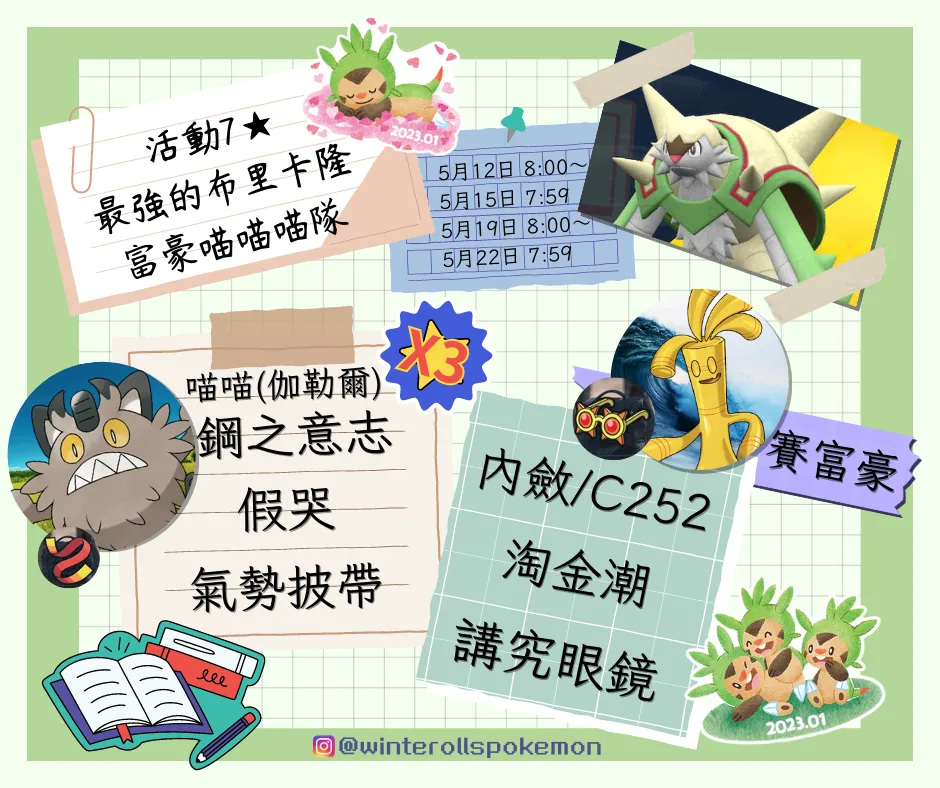 活動7★
最強的布里卡隆
富豪喵喵喵隊
2023.01
5月12日 8:00~
5月15日 7:59
5月19日 8:00~
5月22日 7:59
X3
喵喵(伽勒爾)
鋼之意志
假哭
氣勢披帶
賽富豪
內斂/C252
淘金潮
講究眼鏡
2023.01
@winterollspokemon